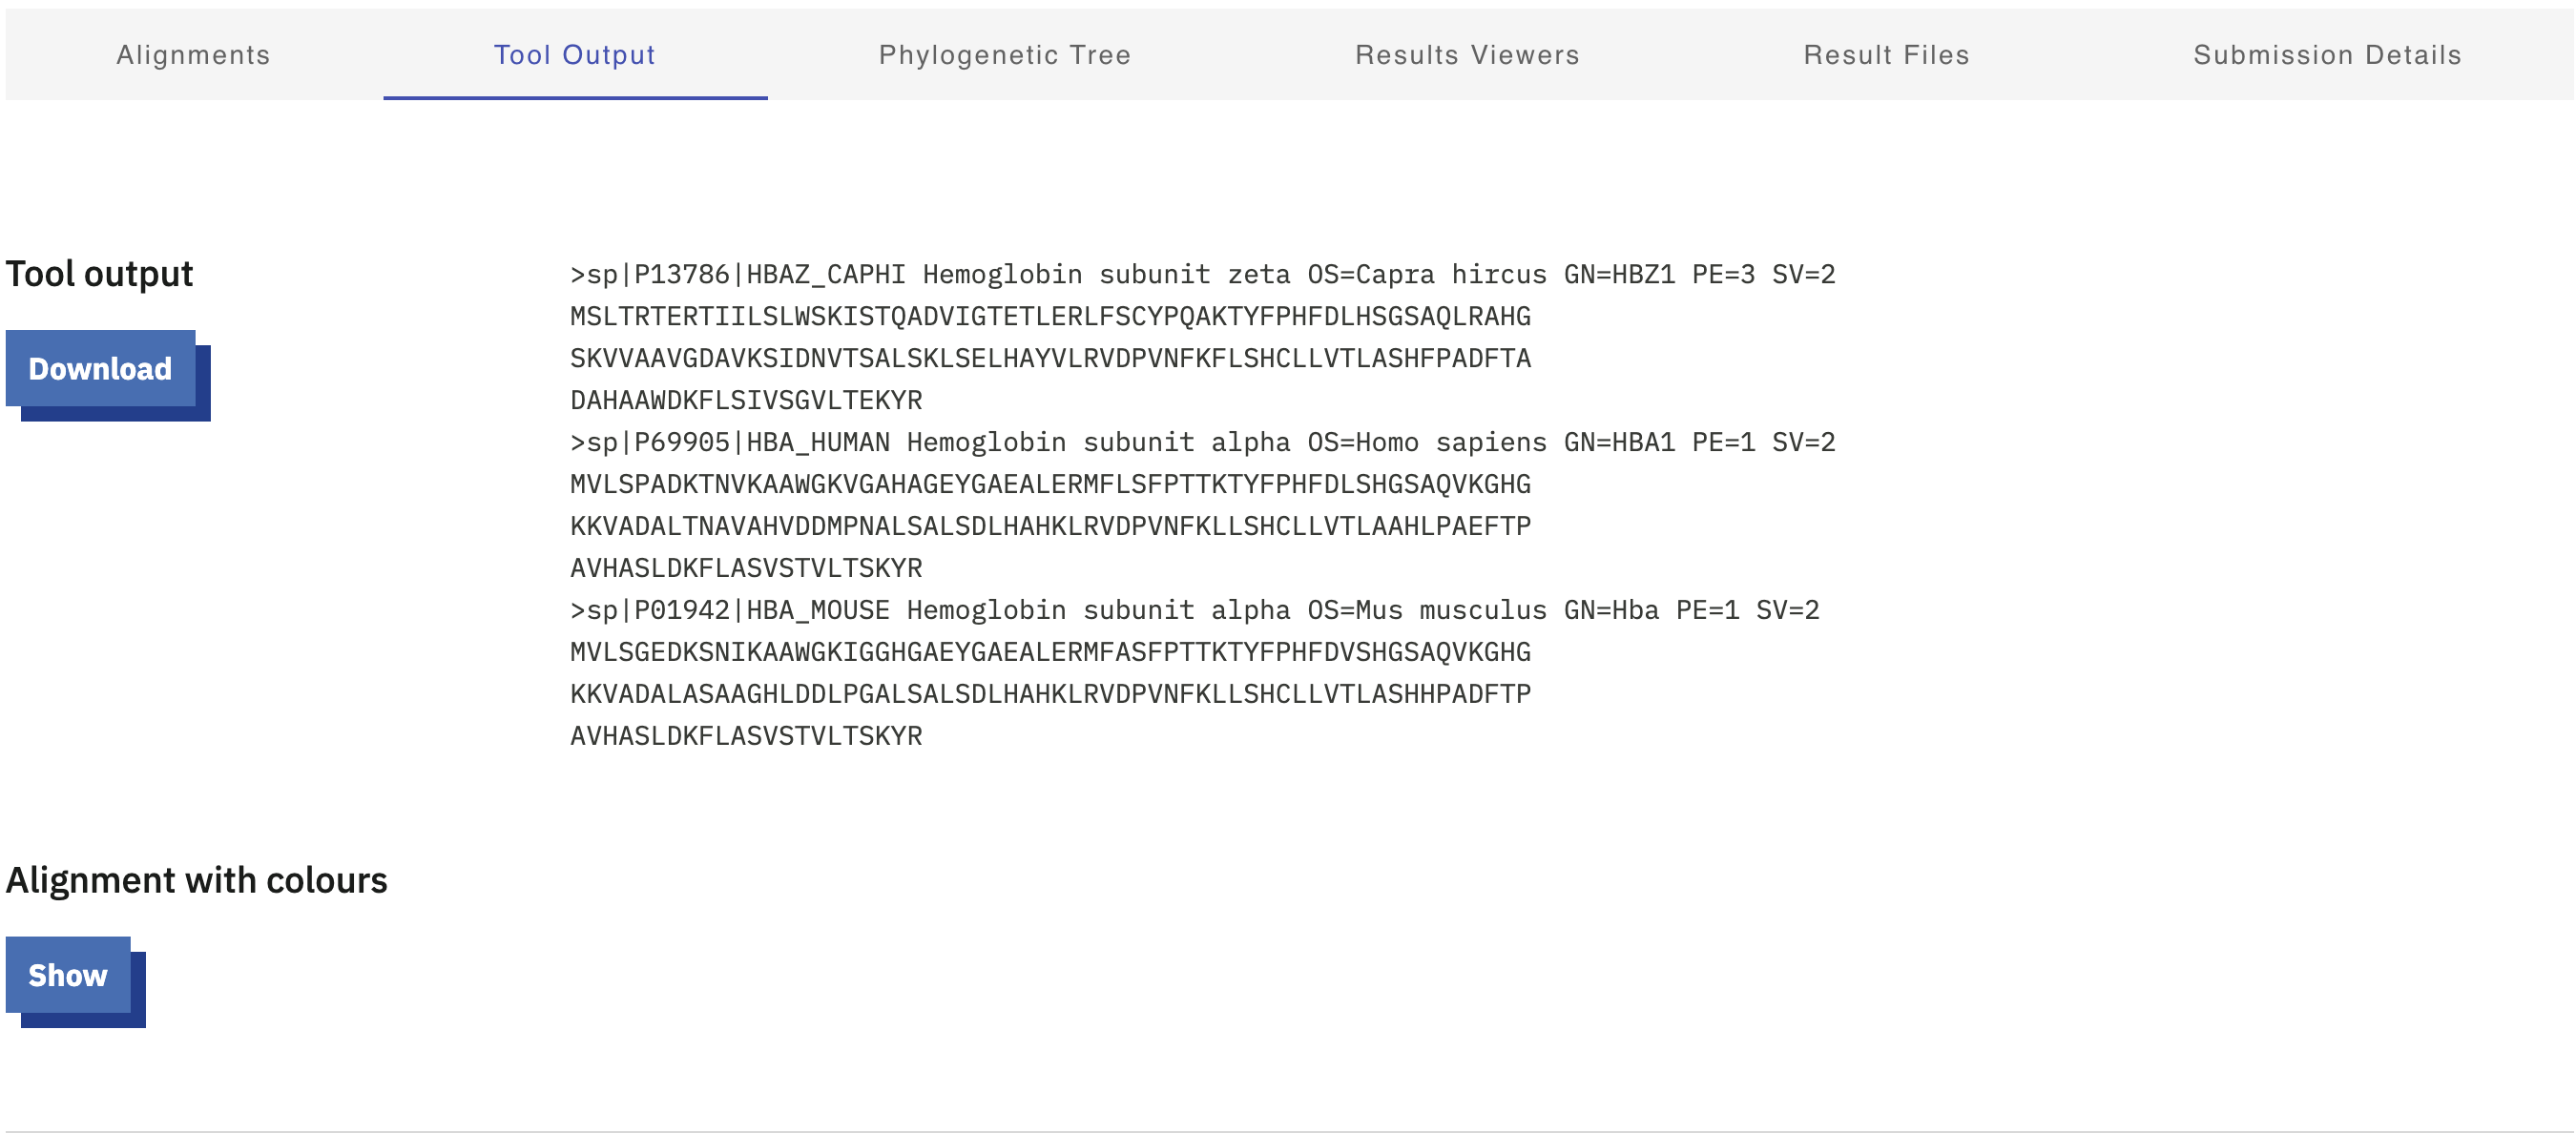 Alignments Tool Output Phylogenetic Tree Results Viewers Result Files Submission Details
Tool output
Download
>sp|P13786|HBAZ_CAPHI Hemoglobin subunit zeta OS=Capra hircus GN=HBZ1 PE=3 SV=2
MSLTRTERTIILSLWSKISTQADVIGTETLERLFSCYPQAKTYFPHFDLHSGSAQLRAHG
SKVVAAVGDAVKSIDNVTSALSKLSELHAYVLRVDPVNFKFLSHCLLVTLASHFPADFTA
DAHAAWDKFLSIVSGVLTEKYR
>sp|P69905|HBA_HUMAN Hemoglobin subunit alpha OS=Homo sapiens GN=HBA1 PE=1 SV=2
MVLSPADKTNVKAAWGKVGAHAGEYGAEALERMFLSFPTTKTYFPHFDLSHGSAQVKGHG
KKVADALTNAVAHVDDMPNALSALSDLHAHKLRVDPVNFKLLSHCLLVTLAAHLPAEFTP
AVHASLDKFLASVSTVLTSKYR
>sp|P01942|HBA_MOUSE Hemoglobin subunit alpha OS=Mus musculus GN=Hba PE=1 SV=2
MVLSGEDKSNIKAAWGKIGGHGAEYGAEALERMFASFPTTKTYFPHFDVSHGSAQVKGHG
KKVADALASAAGHLDDLPGALSALSDLHAHKLRVDPVNFKLLSHCLLVTLASHHPADFTP
AVHASLDKFLASVSTVLTSKYR
Alignment with colours
Show